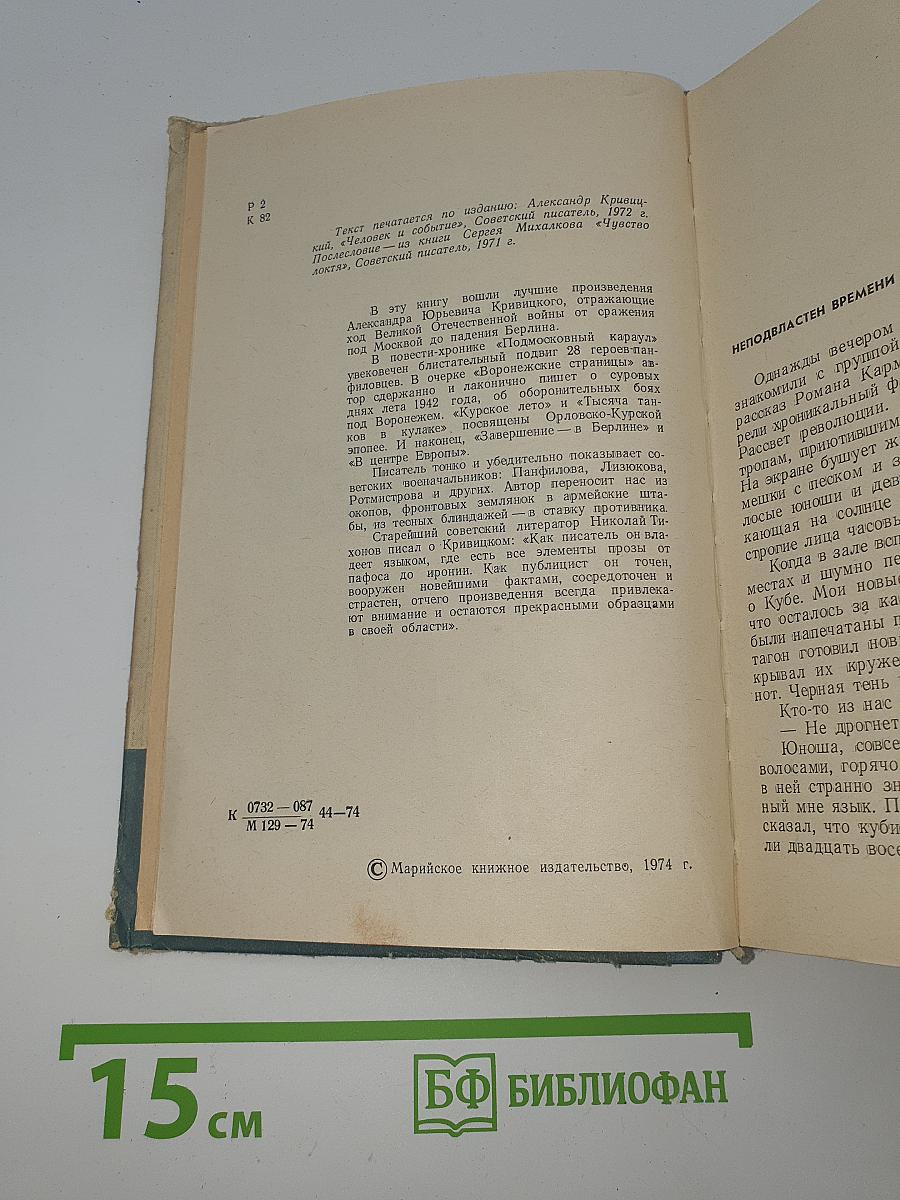 Р 2
К 82
Текст печатается по изданию: Александр Кривиц-
кий, «Человек и событие», Советский писатель, 1972 г.
Послесловие — из книги Сергея Михалкова «Чувство
локтя», Советский писатель, 1971 г.
В эту книгу вошли лучшие произведения
Александра Юрьевича Кривицкого, отражающие
ход Великой Отечественной войны от сражения
под Москвой до падения Берлина.
В повести-хронике «Подмосковный караул»
увековечен блистательный подвиг 28 героев-пан-
филовцев. В очерке «Воронежские страницы» ав-
тор сдержанно и лаконично пишет о суровых
днях лета 1942 года, об оборонительных боях
под Воронежем. «Курское лето» и «Тысяча тан-
ков в кулаке» посвящены Орловско-Курской
эпопее. И наконец, «Завершение — в Берлине» и
«В центре Европы».
Писатель тонко и убедительно показывает со-
ветских военачальников: Панфилова, Лизюкова,
Ротмистрова и других. Автор переносит нас из
окопов, фронтовых землянок в армейские шта-
бы, из тесных блиндажей — в ставку противника.
Старейший советский литератор Николай Ти-
хонов писал о Кривицком: «Как писатель он вла-
деет языком, где есть все элементы прозы от
пафоса до иронии. Как публицист он точен,
вооружен новейшими фактами, сосредоточен и
страстен, отчего произведения всегда привлека-
ют внимание и остаются прекрасными образцами
в своей области».
К 0732 — 087 44—74
М 129 — 74
© Марийское книжное издательство, 1974 г.
НЕПОДВЛАСТЕН ВРЕМЕНИ
Однажды вечером
знакомили с группой
рассказ Романа Карм
рели хроникальный ф
Рассвет революции.
тропам, приютившим
На экране бушует ж
мешки с песком и з
лосые юноши и дев
кающая на солнце
строгие лица часовы
Когда в зале всп
местах и шумно пе
о Кубе. Мои новые
что осталось за ка
были напечатаны п
тагон готовил нов
крывал их круже
нот. Черная тень
Кто-то из нас
— Не дрогнет
Юноша, совсе
волосами, горячо
в ней странно зн
ный мне язык. П
сказал, что куби
ли двадцать восе
15 см
БФ БИБЛИОФАН